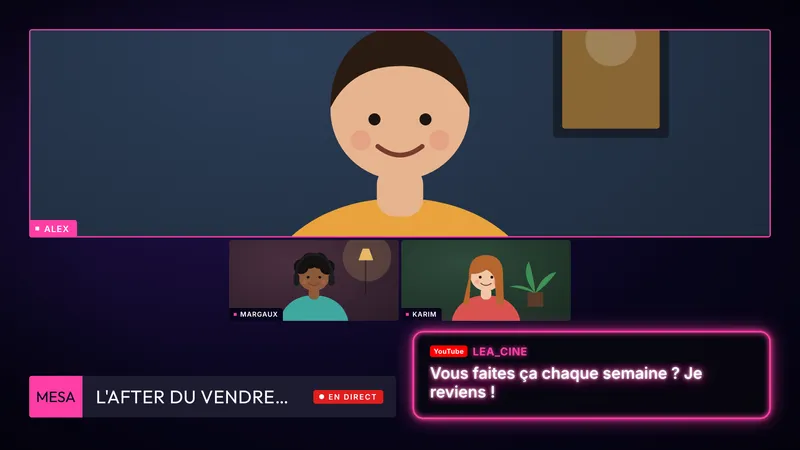 ALEX
MARGAUX
KARIM
YouTube LEA_CINE
Vous faites ça chaque semaine ? Je
reviens !
MESA L'AFTER DU VENDRE... EN DIRECT